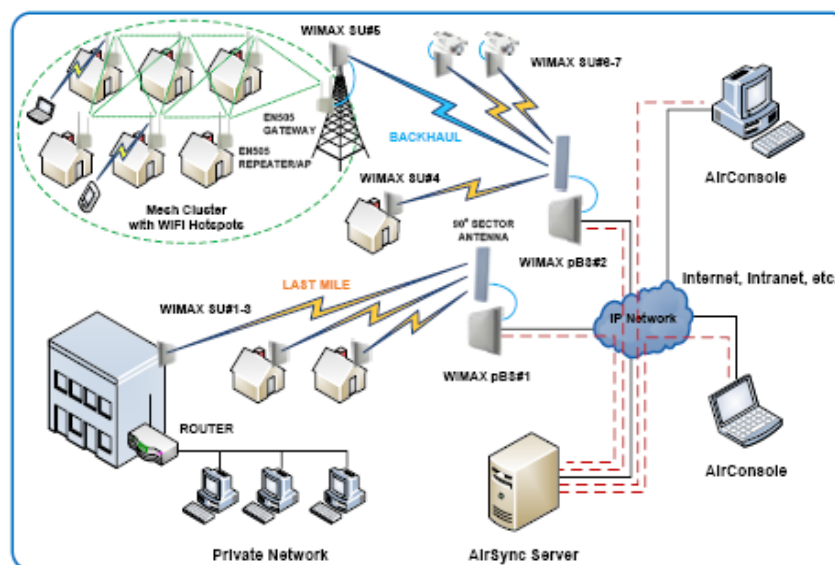 WIMAX SU#5
WIMAX SU#6-7
EN505
GATEWAY
BACKHAUL
AirConsole
EN505
REPEATER/AP
WIMAX SU#4
Mech Cluster
with WIFI Hotspots
90° SECTOR
ANTENNA
WIMAX pBS#2
Internet, Intranet, etc.
LAST MILE
WIMAX SU#1-3
IP Network
WIMAX pBS#1
ROUTER
AirConsole
Private Network
AirSync Server